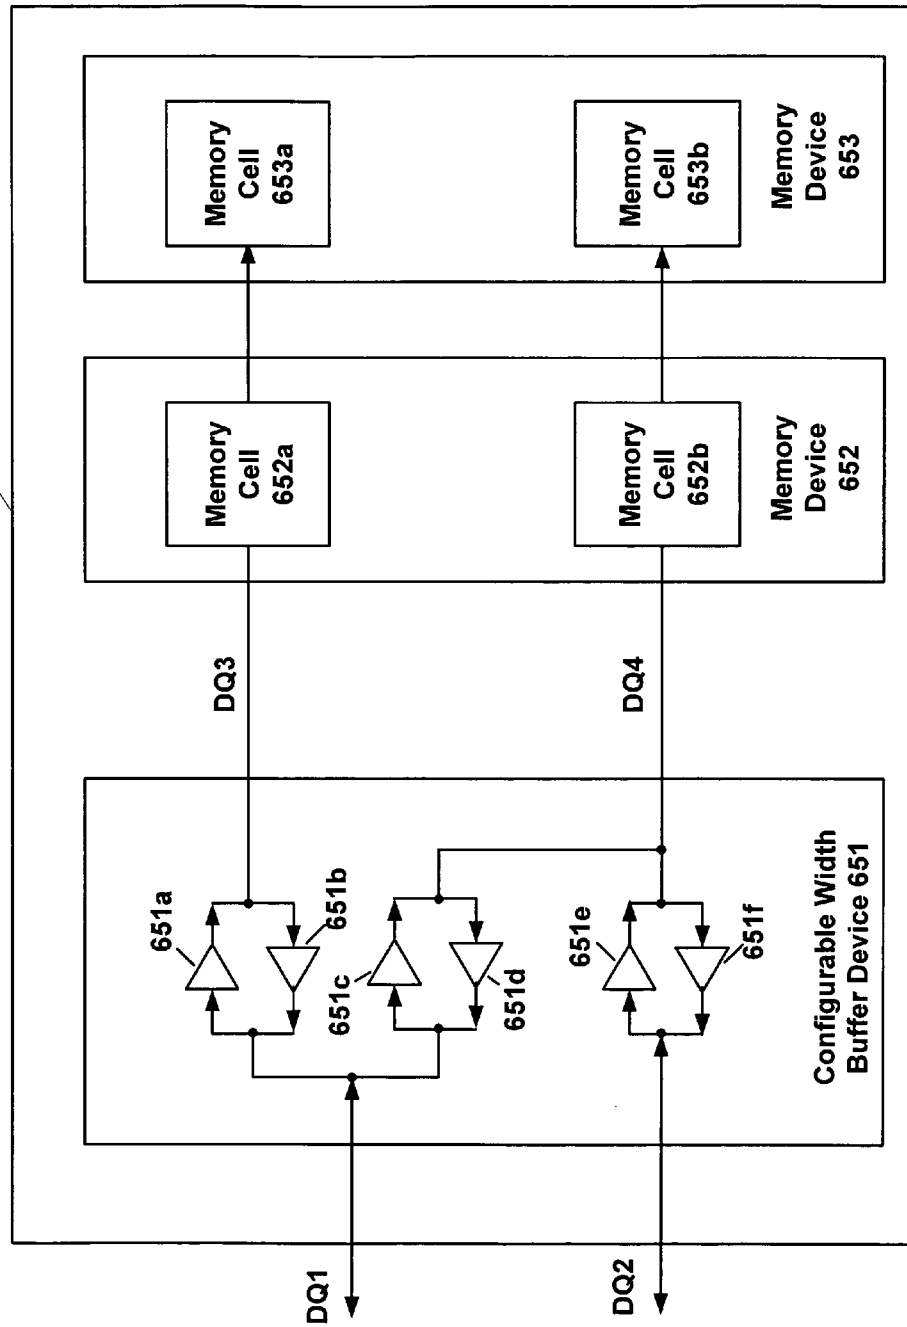 DQ1
DQ2
651a
651b
651c
651d
651e
651f
Configurable Width
Buffer Device 651
DQ3
DQ4
Memory
Cell
652a
Memory
Cell
652b
Memory
Device
652
Memory
Cell
653a
Memory
Cell
653b
Memory
Device
653